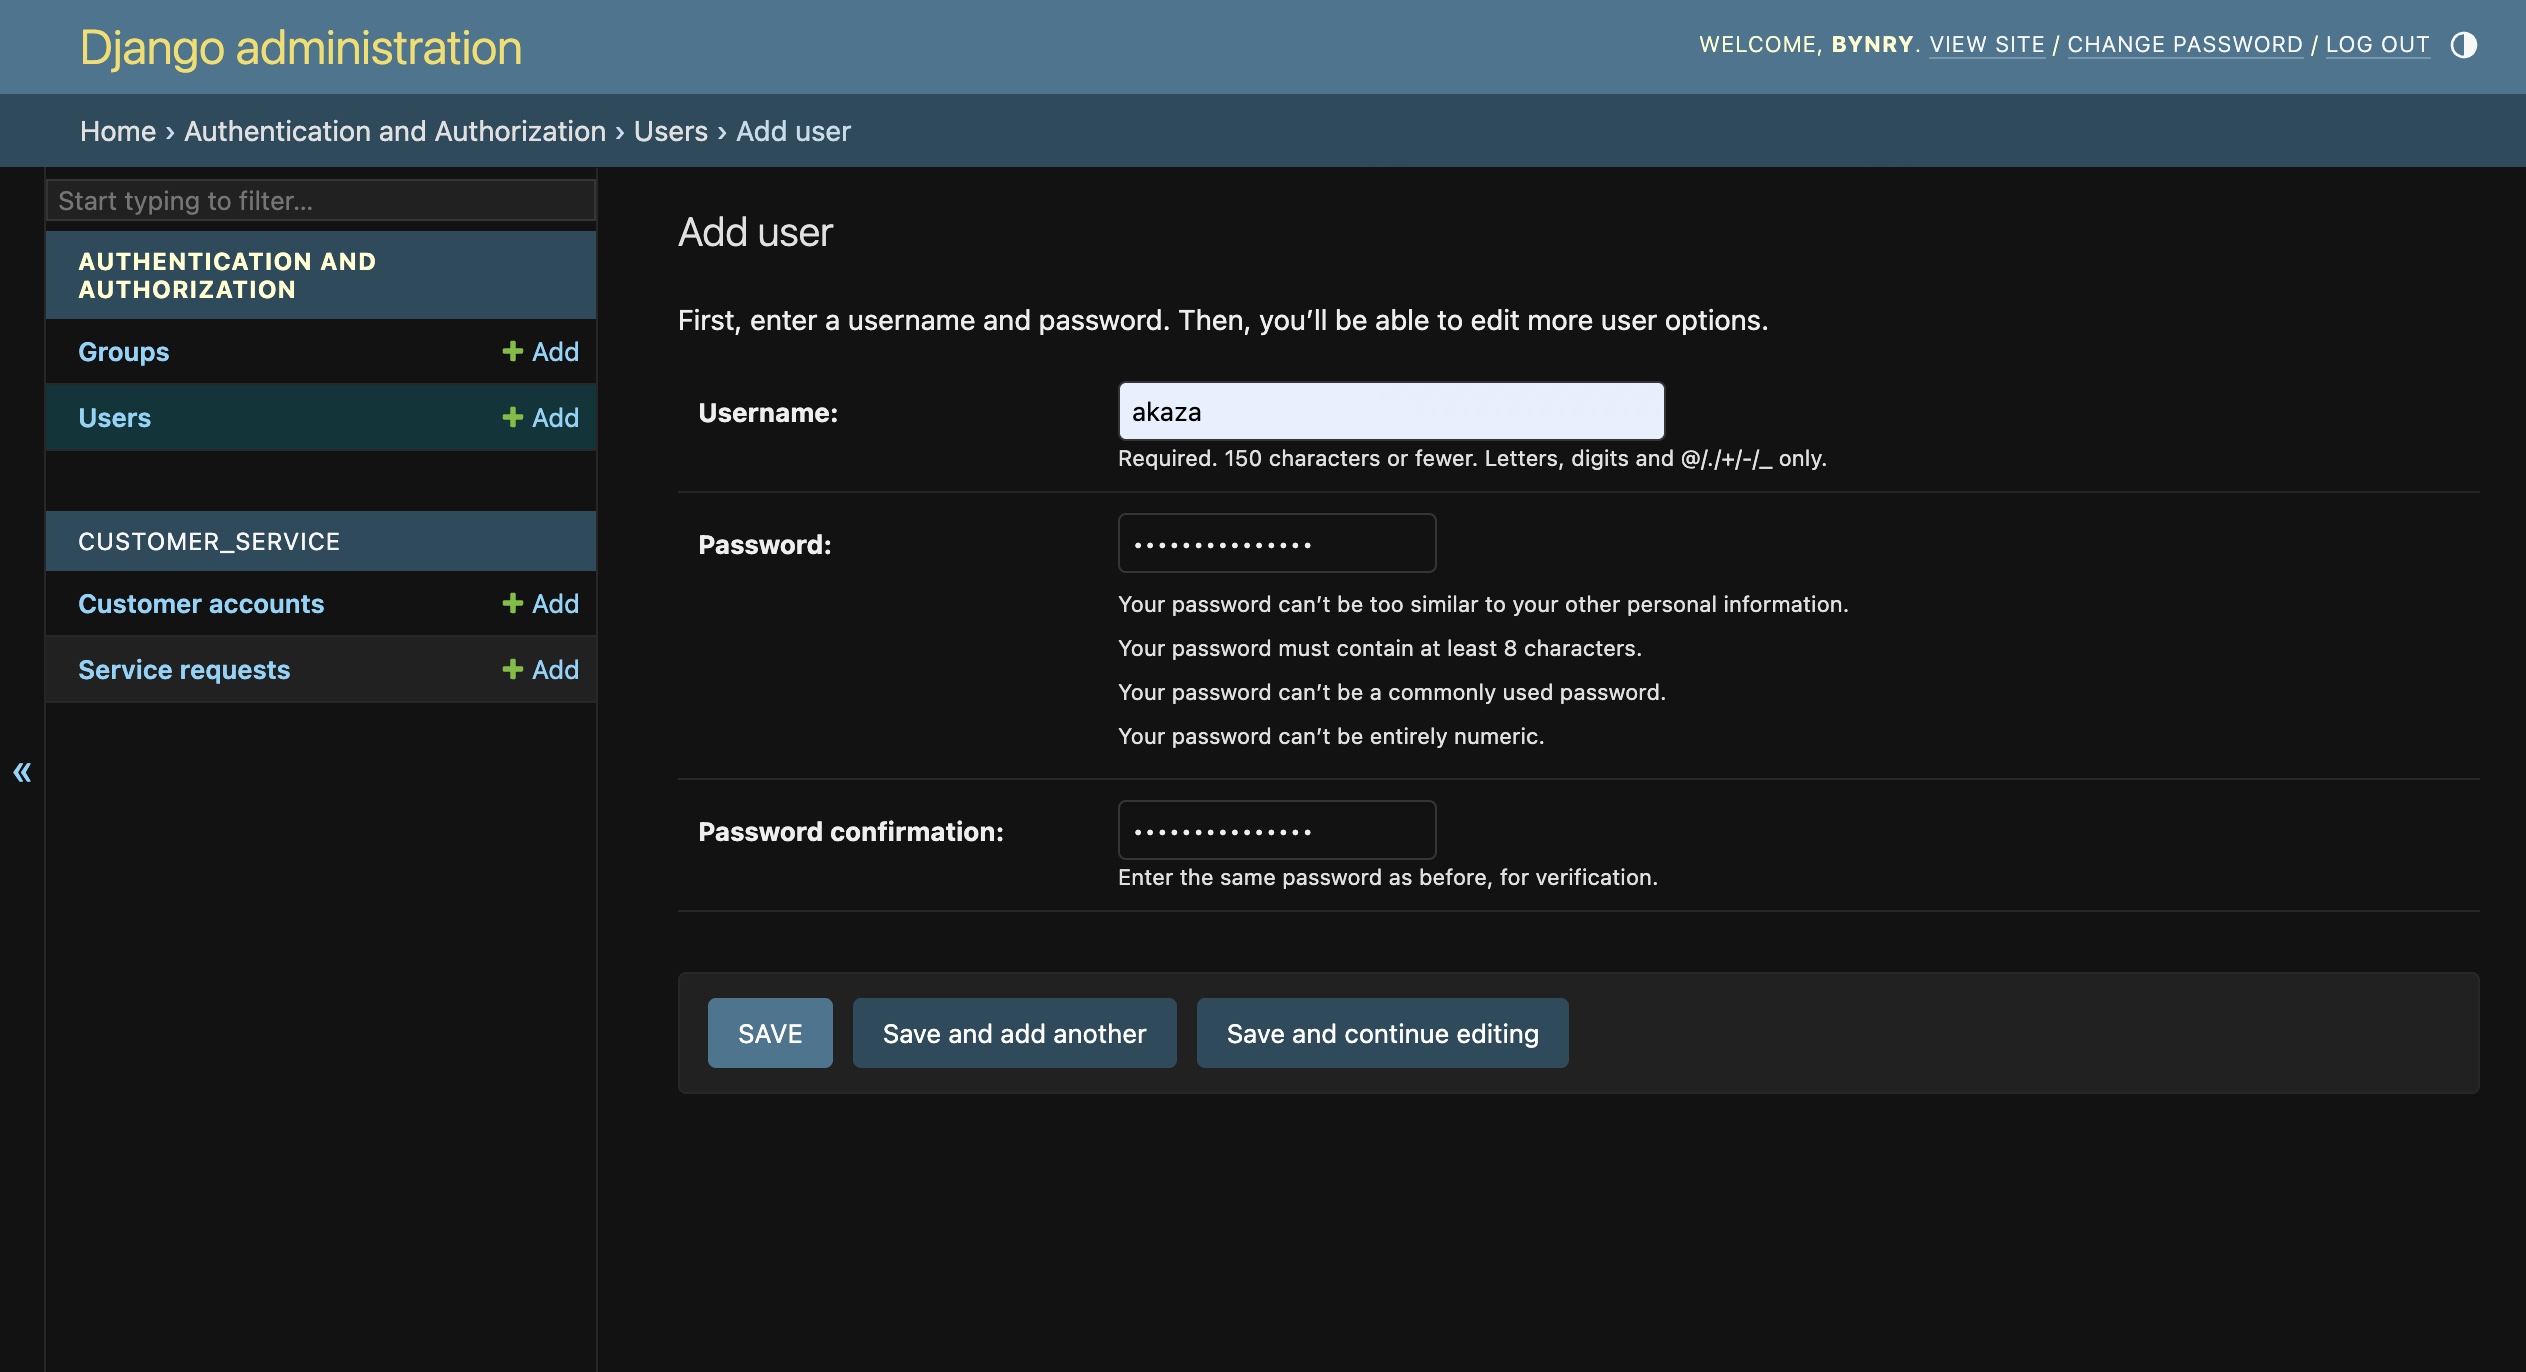 Django administration
WELCOME, BYNRY. VIEW SITE / CHANGE PASSWORD / LOG OUT
Home › Authentication and Authorization › Users › Add user
Start typing to filter...
AUTHENTICATION AND
AUTHORIZATION
Groups + Add
Users + Add
CUSTOMER_SERVICE
Customer accounts + Add
Service requests + Add
«
Add user
First, enter a username and password. Then, you’ll be able to edit more user options.
Username: akaza
Required. 150 characters or fewer. Letters, digits and @/./+/-/_ only.
Password: •••••••••••••••
Your password can’t be too similar to your other personal information.
Your password must contain at least 8 characters.
Your password can’t be a commonly used password.
Your password can’t be entirely numeric.
Password confirmation: •••••••••••••••
Enter the same password as before, for verification.
SAVE Save and add another Save and continue editing